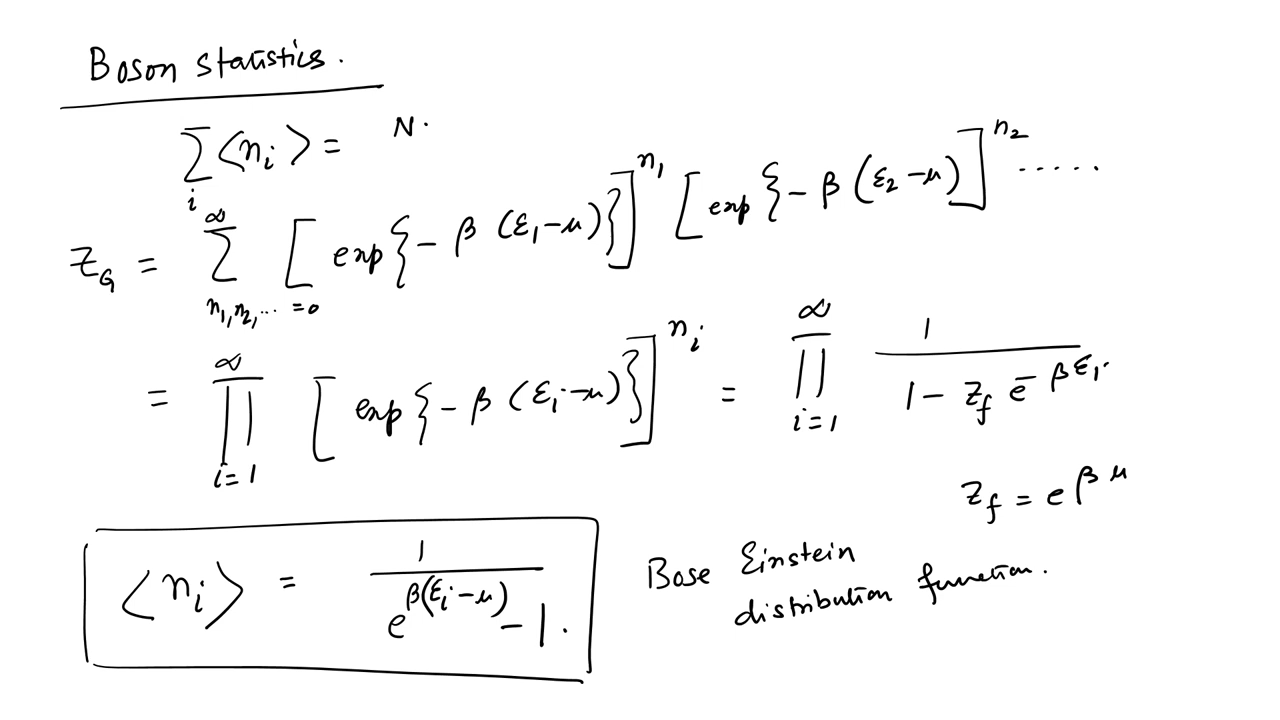 Boson statistics.
∑_i ⟨n_i⟩ = N.
Z_G = ∑_{n_1, n_2, ... = 0}^∞ [exp{-β(ε_1-μ)}]^{n_1} [exp{-β(ε_2-μ)]^{n_2} .....
= ∏_{i=1}^∞ [exp{-β(ε_i-μ)}]^{n_i} = ∏_{i=1}^∞ 1/(1 - z_f e^{-βε_i})
z_f = e^{βμ}
⟨n_i⟩ = 1/(e^{β(ε_i-μ)} - 1).
Bose Einstein
distribution function.